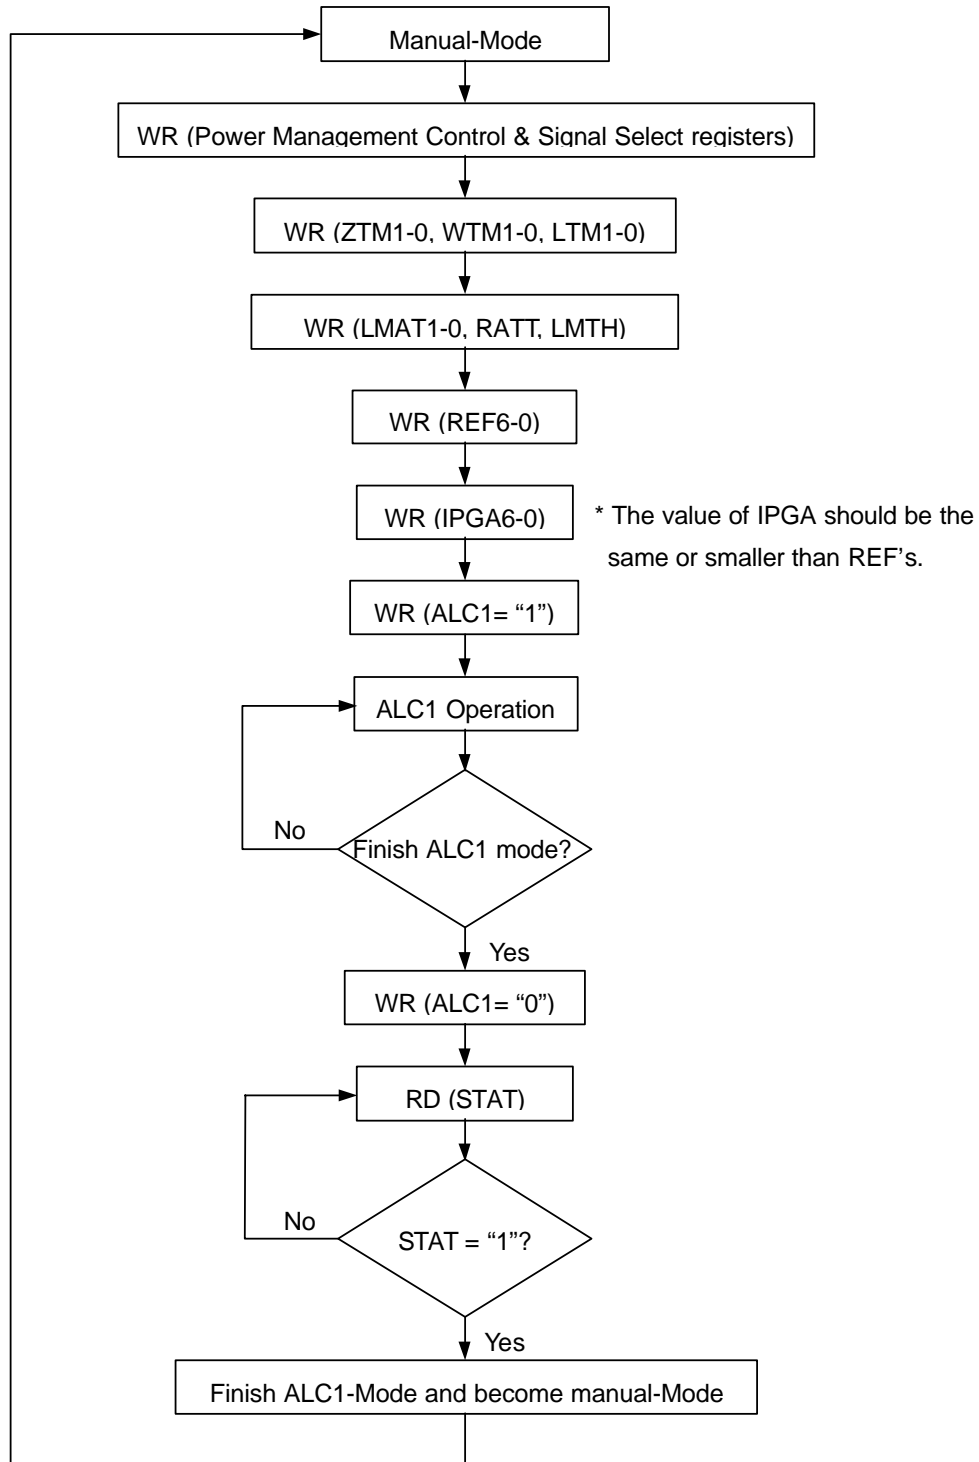 Manual-Mode
WR (Power Management Control & Signal Select registers)
WR (ZTM1-0, WTM1-0, LTM1-0)
WR (LMAT1-0, RATT, LMTH)
WR (REF6-0)
WR (IPGA6-0)
* The value of IPGA should be the
same or smaller than REF’s.
WR (ALC1= “1”)
ALC1 Operation
No
Finish ALC1 mode?
Yes
WR (ALC1= “0”)
RD (STAT)
No
STAT = “1”?
Yes
Finish ALC1-Mode and become manual-Mode